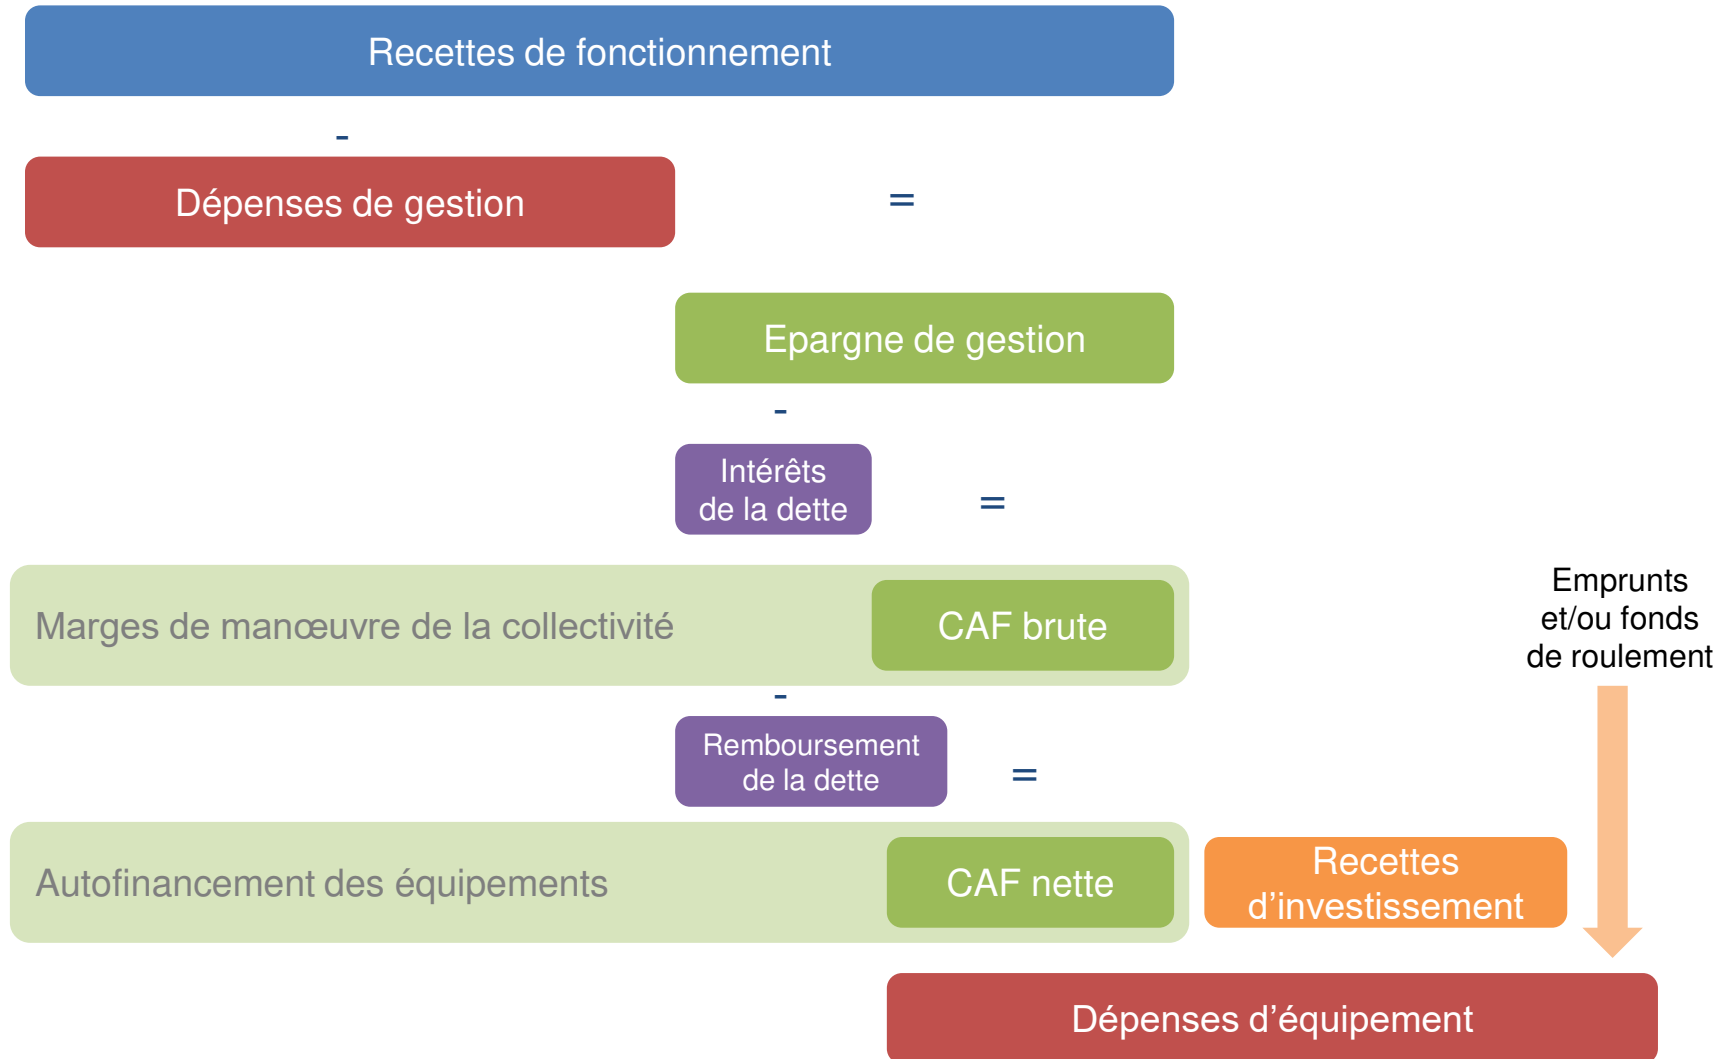 Recettes de fonctionnement
-
Dépenses de gestion
=
Epargne de gestion
-
Intérêts
de la dette
=
Marges de manœuvre de la collectivité
CAF brute
Emprunts
et/ou fonds
de roulement
-
Remboursement
de la dette
=
Autofinancement des équipements
CAF nette
Recettes
d’investissement
Dépenses d’équipement